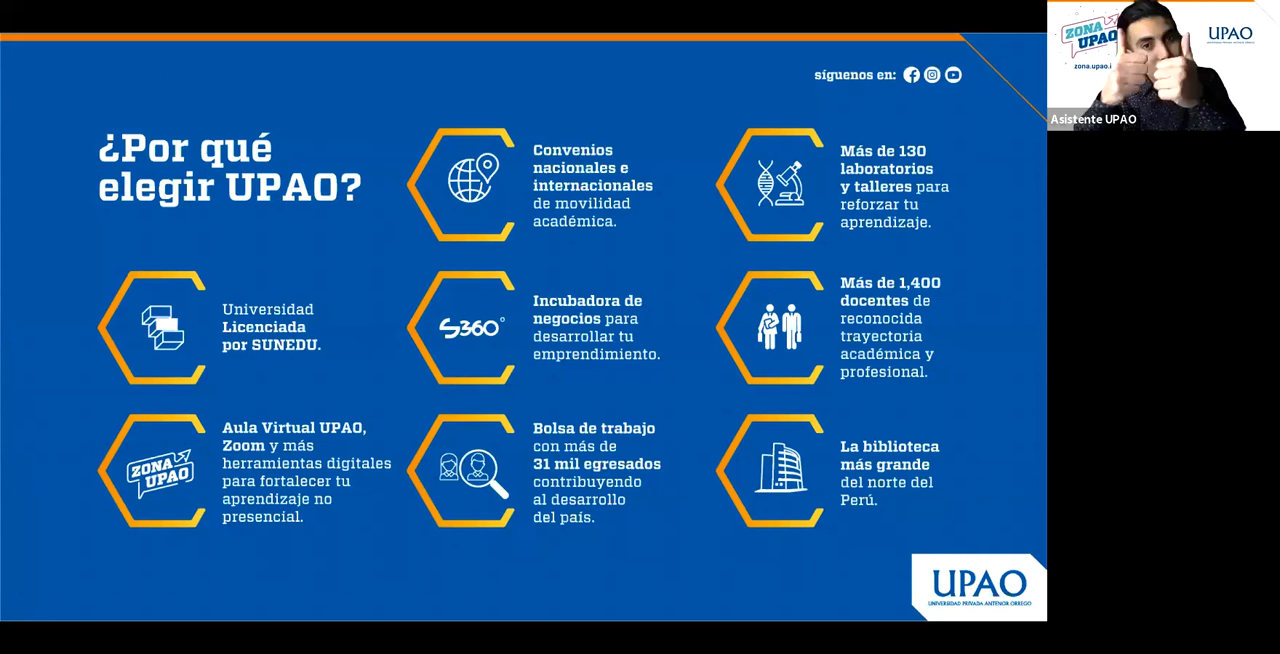 síguenos en:
¿Por qué
elegir UPAO?
Convenios
nacionales e
internacionales
de movilidad
académica.
Más de 130
laboratorios
y talleres para
reforzar tu
aprendizaje.
Universidad
Licenciada
por SUNEDU.
S360°
Incubadora de
negocios para
desarrollar tu
emprendimiento.
Más de 1,400
docentes de
reconocida
trayectoria
académica y
profesional.
ZONA
UPAO
Aula Virtual UPAO,
Zoom y más
herramientas digitales
para fortalecer tu
aprendizaje no
presencial.
Bolsa de trabajo
con más de
31 mil egresados
contribuyendo
al desarrollo
del país.
La biblioteca
más grande
del norte del
Perú.
UPAO
UNIVERSIDAD PRIVADA ANTENOR ORREGO
ZONA
UPAO
zona.upao.
UPAO
Asistente UPAO